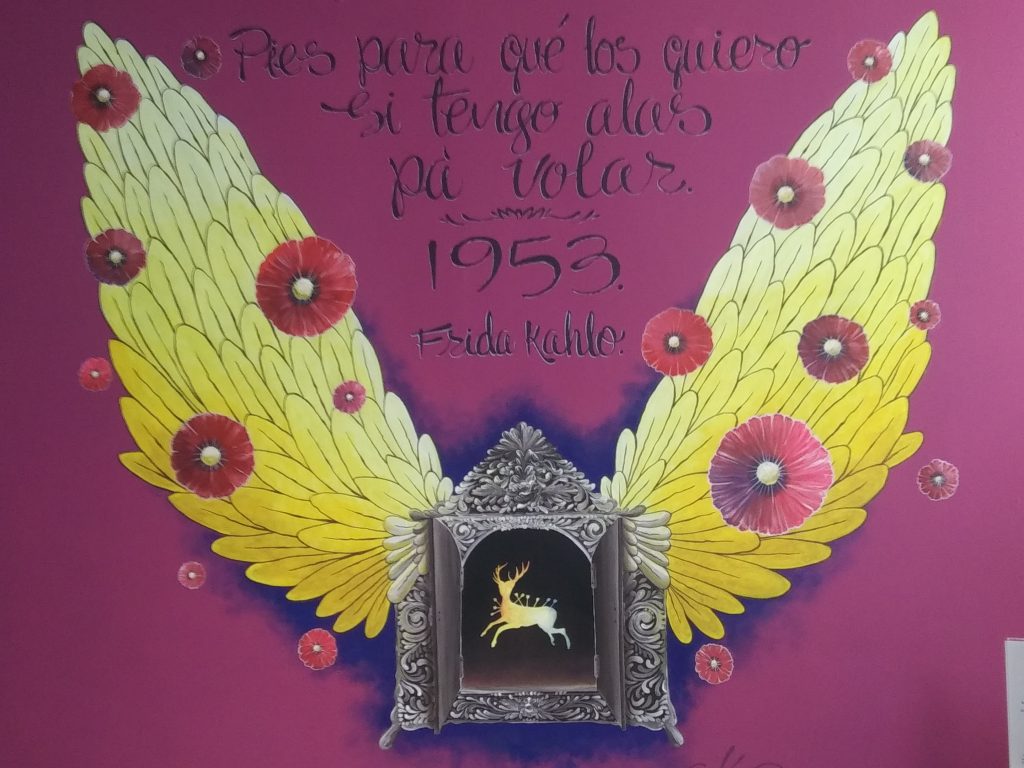 Pies para qué los quiero
si tengo alas
pà volar.
1953.
Frida Kahlo.